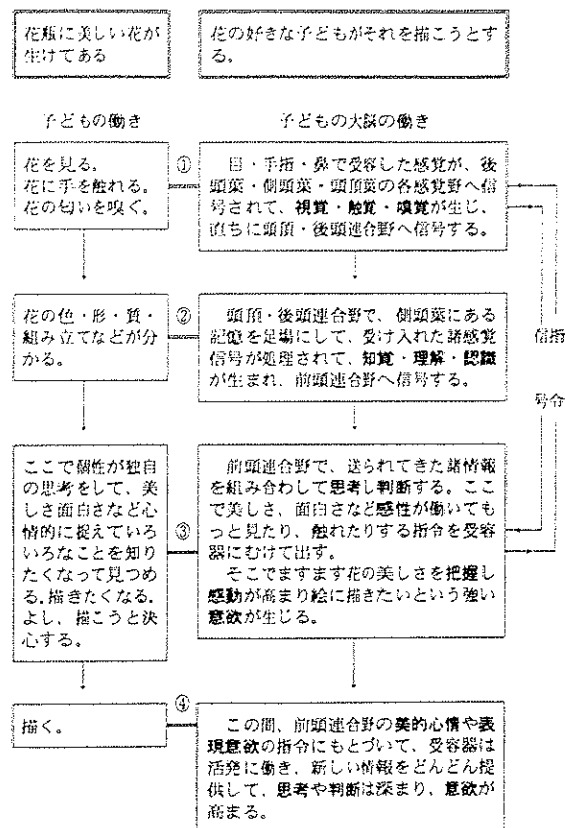 花瓶に美しい花が
生けてある
花の好きな子どもがそれを描こうとす
る。
子どもの働き
子どもの大脳の働き
花を見る。
花に手を触れる。
花の匂いを嗅ぐ。
①
目・手指・鼻で受容した感覚が、後
頭葉・側頭葉・頭頂葉の各感覚野へ信
号されて、視覚・触覚・嗅覚が生じ、
直ちに頭頂・後頭連合野へ信号する。
花の色・形・質・
組み立てなどが分
かる。
②
頭頂・後頭連合野で、側頭葉にある
記憶を足場にして、受け入れた諸感覚
信号が処理されて、知覚・理解・認識
が生まれ、前頭連合野へ信号する。
信号
指令
ここで個性が独自
の思考をして、美
しさ面白さなど心
情的に捉えていろ
いろなことを知り
たくなって見つめ
る。描きたくなる。
よし、描こうと決
心する。
③
前頭連合野で、送られてきた諸情報
を組み合わして思考し判断する。ここ
で美しさ、面白さなど感性が働いても
っと見たり、触れたりする指令を受容
器にむけて出す。
そこでますます花の美しさを把握し
感動が高まり絵に描きたいという強い
意欲が生じる。
描く。
④
この間、前頭連合野の美的心情や表
現意欲の指令にもとづいて、受容器は
活発に働き、新しい情報をどんどん提
供して、思考や判断は深まり、意欲が
高まる。